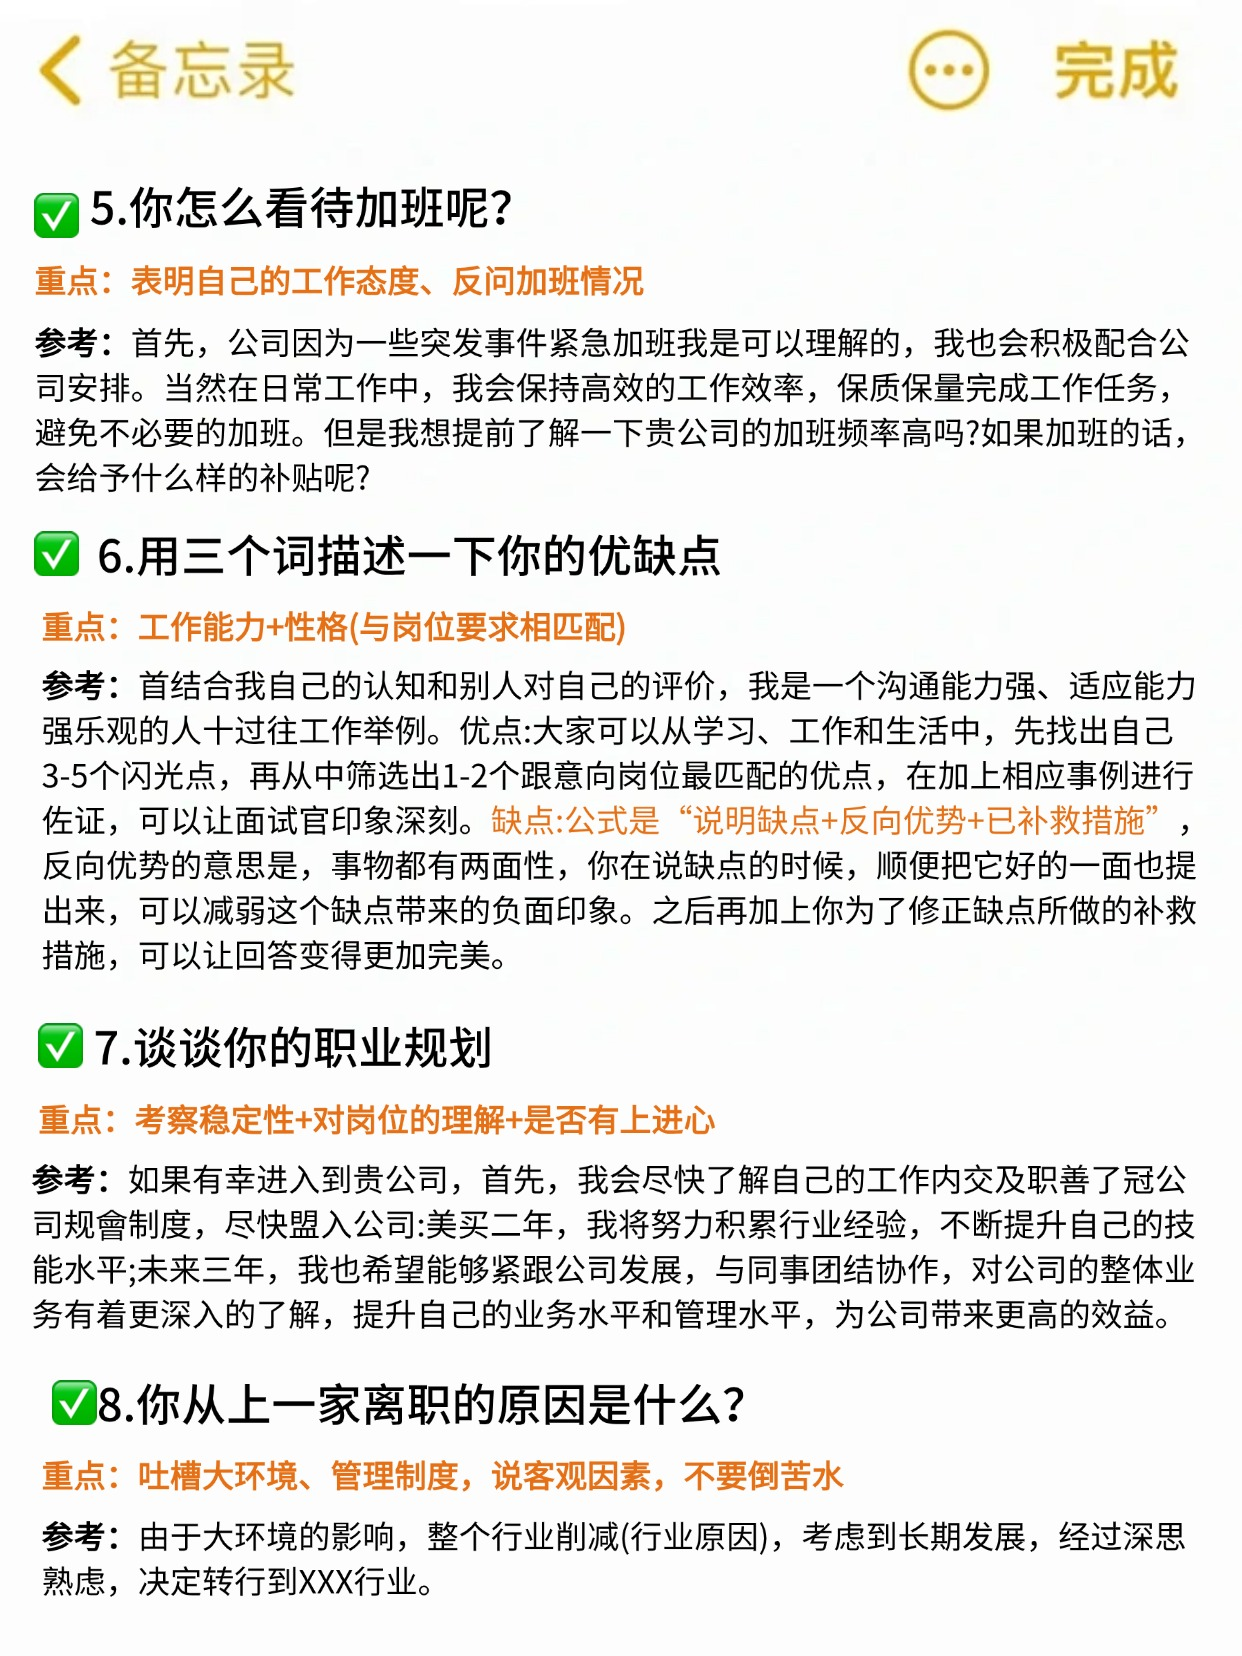 备忘录
完成
5.你怎么看待加班呢?
重点：表明自己的工作态度、反问加班情况
参考：首先，公司因为一些突发事件紧急加班我是可以理解的，我也会积极配合公
司安排。当然在日常工作中，我会保持高效的工作效率，保质保量完成工作任务，
避免不必要的加班。但是我想提前了解一下贵公司的加班频率高吗?如果加班的话，
会给予什么样的补贴呢?
6.用三个词描述一下你的优缺点
重点：工作能力+性格(与岗位要求相匹配)
参考：首结合我自己的认知和别人对自己的评价，我是一个沟通能力强、适应能力
强乐观的人十过往工作举例。优点:大家可以从学习、工作和生活中，先找出自己
3-5个闪光点，再从中筛选出1-2个跟意向岗位最匹配的优点，在加上相应事例进行
佐证，可以让面试官印象深刻。缺点:公式是“说明缺点+反向优势+已补救措施”，
反向优势的意思是，事物都有两面性，你在说缺点的时候，顺便把它好的一面也提
出来，可以减弱这个缺点带来的负面印象。之后再加上你为了修正缺点所做的补救
措施，可以让回答变得更加完美。
7.谈谈你的职业规划
重点：考察稳定性+对岗位的理解+是否有上进心
参考：如果有幸进入到贵公司，首先，我会尽快了解自己的工作内交及职善了冠公
司规會制度，尽快盟入公司:美买二年，我将努力积累行业经验，不断提升自己的技
能水平;未来三年，我也希望能够紧跟公司发展，与同事团结协作，对公司的整体业
务有着更深入的了解，提升自己的业务水平和管理水平，为公司带来更高的效益。
8.你从上一家离职的原因是什么?
重点：吐槽大环境、管理制度，说客观因素，不要倒苦水
参考：由于大环境的影响，整个行业削减(行业原因)，考虑到长期发展，经过深思
熟虑，决定转行到XXX行业。